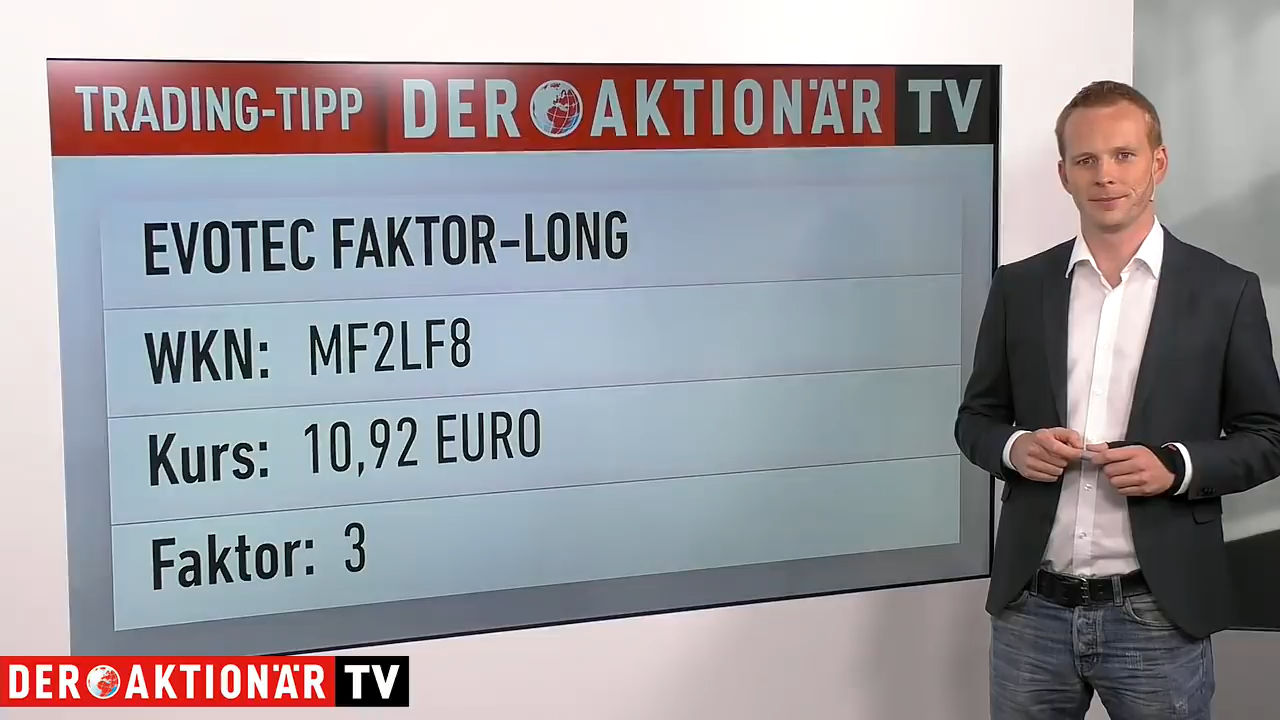 TRADING-TIPP DER AKTIONÄR TV
EVOTEC FAKTOR-LONG
WKN: MF2LF8
Kurs: 10,92 EURO
Faktor: 3
DER AKTIONÄR TV